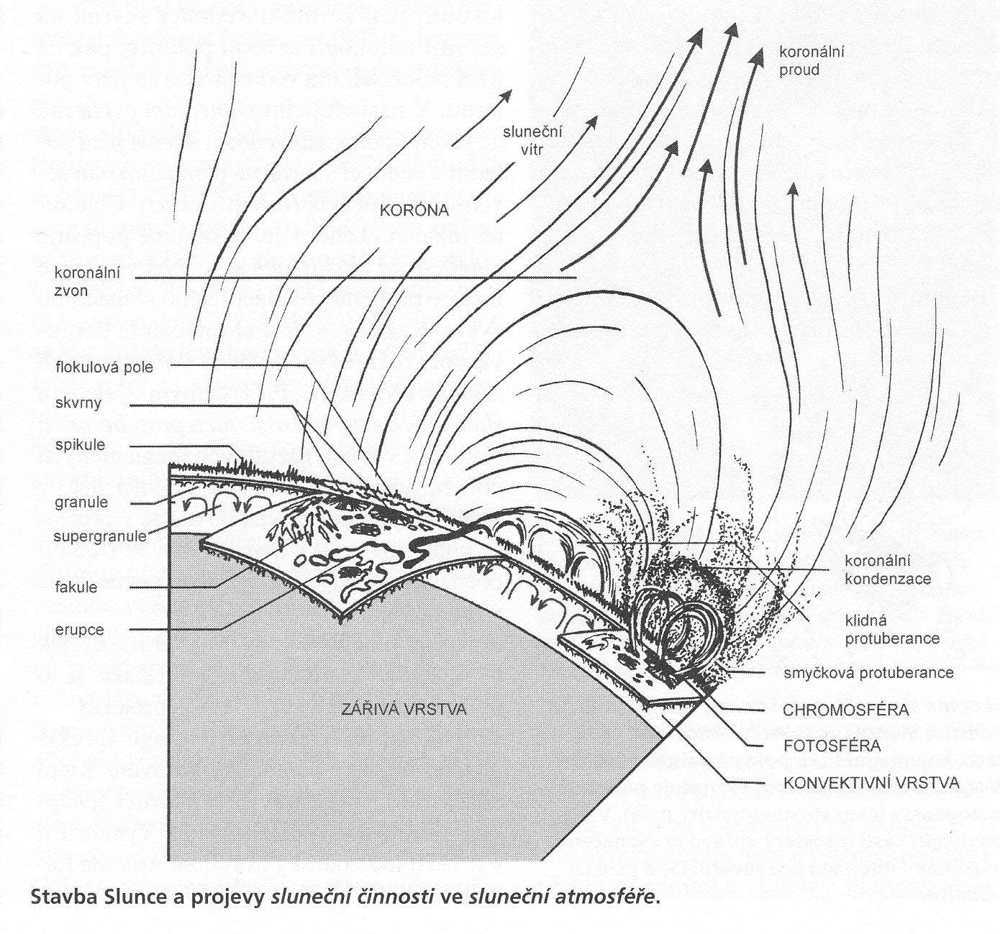 koronální
proud
sluneční
vítr
KORÓNA
koronální
zvon
flokulová pole
skvrny
spikule
granule
supergranule
fakule
erupce
koronální
kondenzace
klidná
protuberance
smyčková protuberance
ZÁŘIVÁ VRSTVA
CHROMOSFÉRA
FOTOSFÉRA
KONVEKTIVNÍ VRSTVA
Stavba Slunce a projevy sluneční činnosti ve sluneční atmosféře.